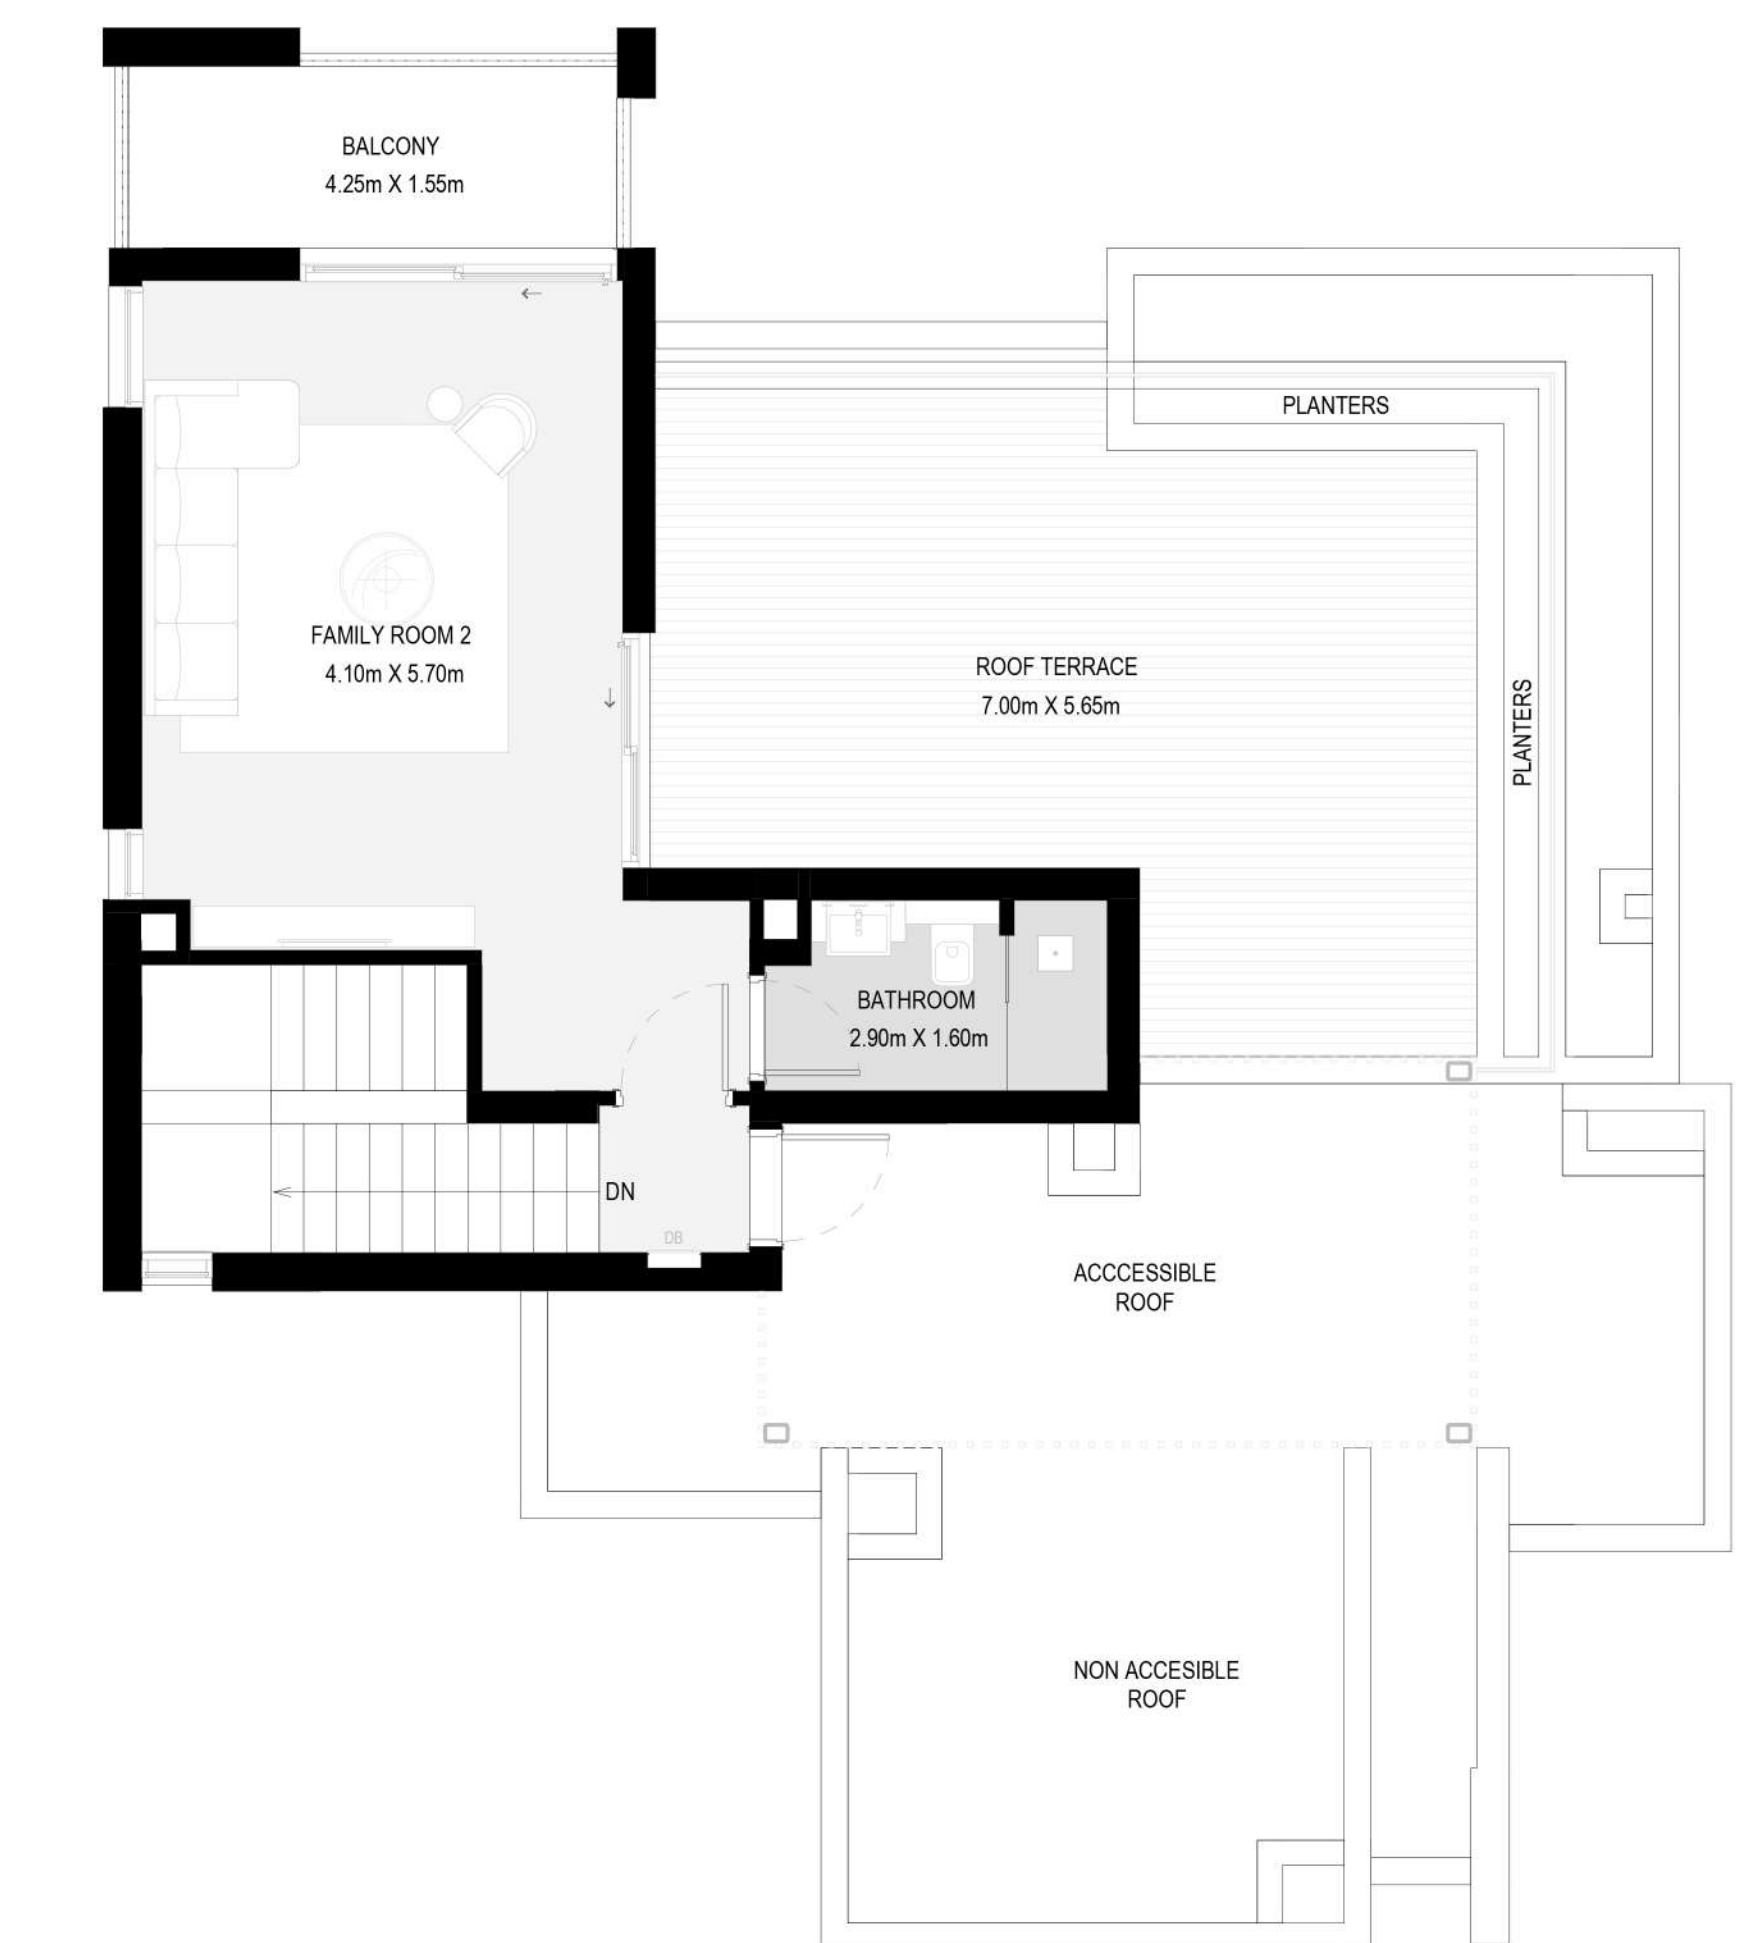 BALCONY
4.25m X 1.55m
PLANTERS
FAMILY ROOM 2
4.10m X 5.70m
ROOF TERRACE
7.00m X 5.65m
PLANTERS
BATHROOM
2.90m X 1.60m
DN
DB
ACCCESSIBLE
ROOF
NON ACCESIBLE
ROOF